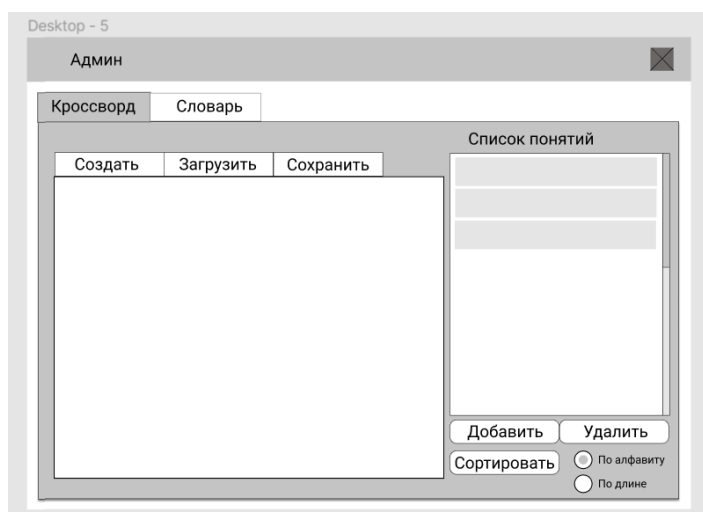 Desktop - 5
Админ
Кроссворд Словарь
Список понятий
Создать Загрузить Сохранить
Добавить Удалить
Сортировать По алфавиту
По длине